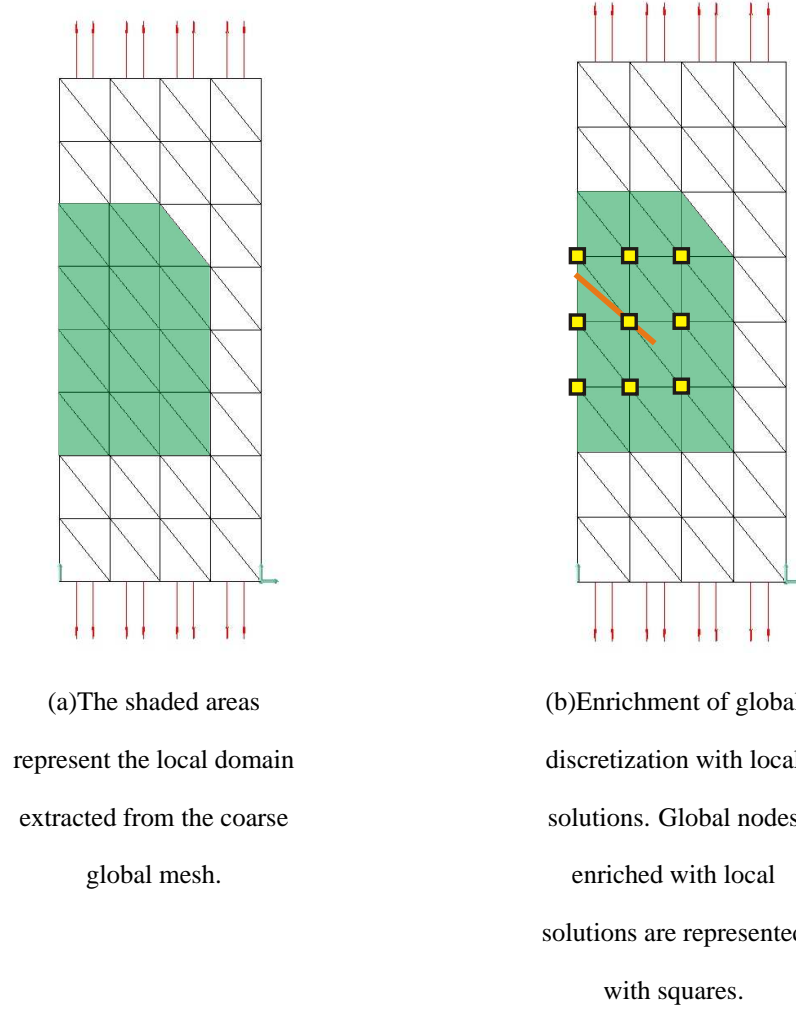 (a)The shaded areas
represent the local domain
extracted from the coarse
global mesh.
(b)Enrichment of global
discretization with local
solutions. Global nodes
enriched with local
solutions are represented
with squares.